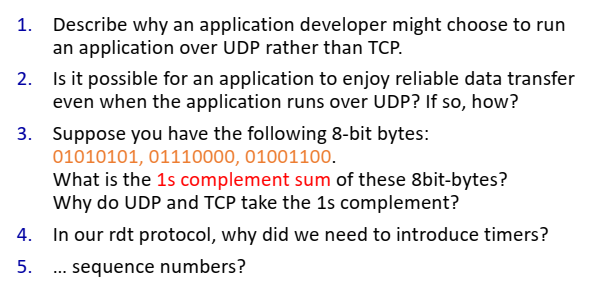 1. Describe why an application developer might choose to run
an application over UDP rather than TCP.
2. Is it possible for an application to enjoy reliable data transfer
even when the application runs over UDP? If so, how?
3. Suppose you have the following 8-bit bytes:
01010101, 01110000, 01001100.
What is the 1s complement sum of these 8bit-bytes?
Why do UDP and TCP take the 1s complement?
4. In our rdt protocol, why did we need to introduce timers?
5. ... sequence numbers?